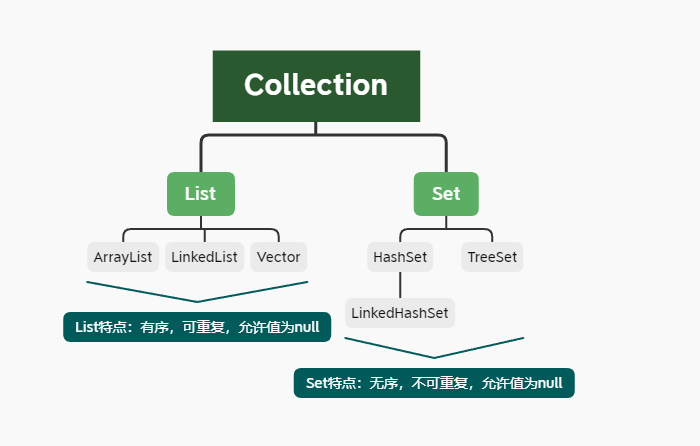 Collection
List
Set
ArrayList
LinkedList
Vector
HashSet
TreeSet
LinkedHashSet
List特点：有序，可重复，允许值为null
Set特点：无序，不可重复，允许值为null